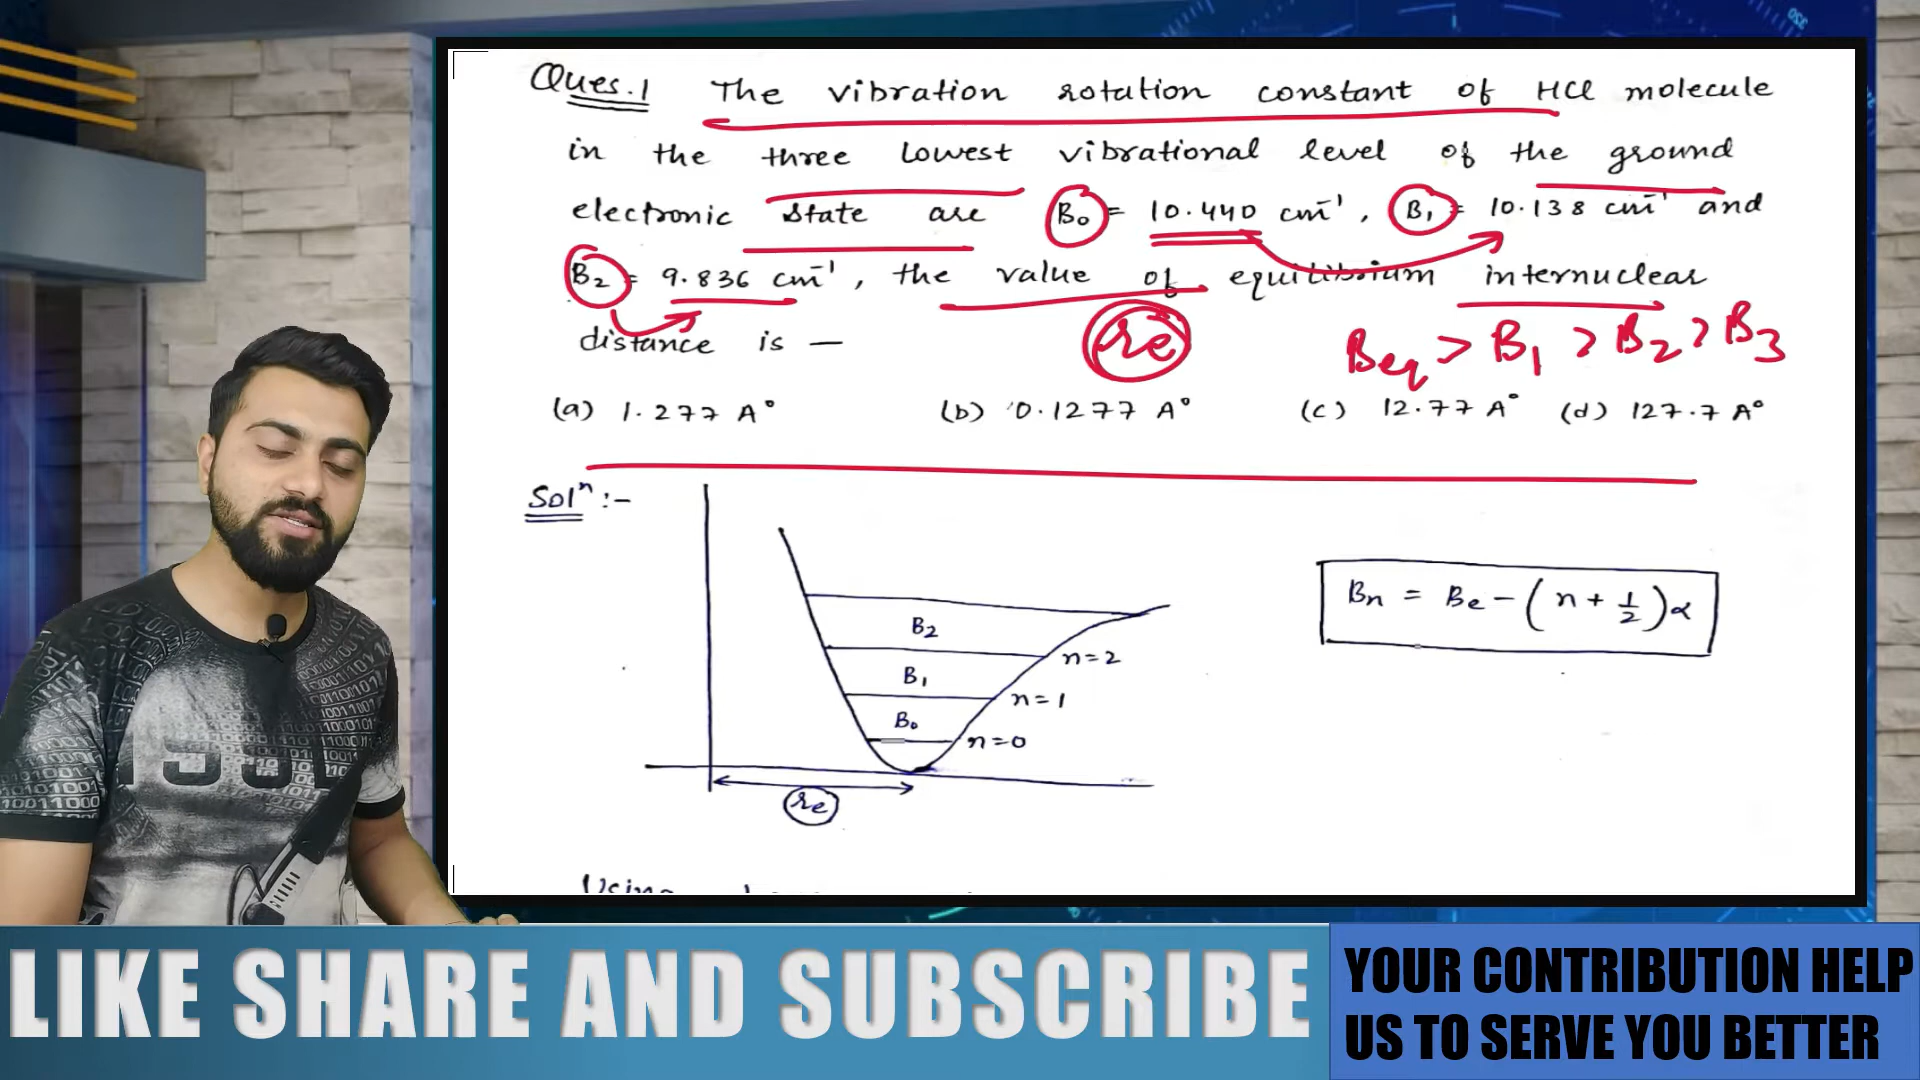 Ques.1 The vibration rotation constant of HCl molecule
in the three lowest vibrational level of the ground
electronic state are B₀ = 10.440 cm⁻¹, B₁ = 10.138 cm⁻¹ and
B₂ = 9.836 cm⁻¹, the value of equilibrium internuclear
distance is —
re
Beq > B₁ > B₂ > B₃
(a) 1.277 A° (b) 0.1277 A° (c) 12.77 A° (d) 127.7 A°
Solⁿ :-
Bn = Be - (n + 1/2) α
B₂
n=2
B₁
n=1
B₀
n=0
re
Using
LIKE SHARE AND SUBSCRIBE
YOUR CONTRIBUTION HELP
US TO SERVE YOU BETTER